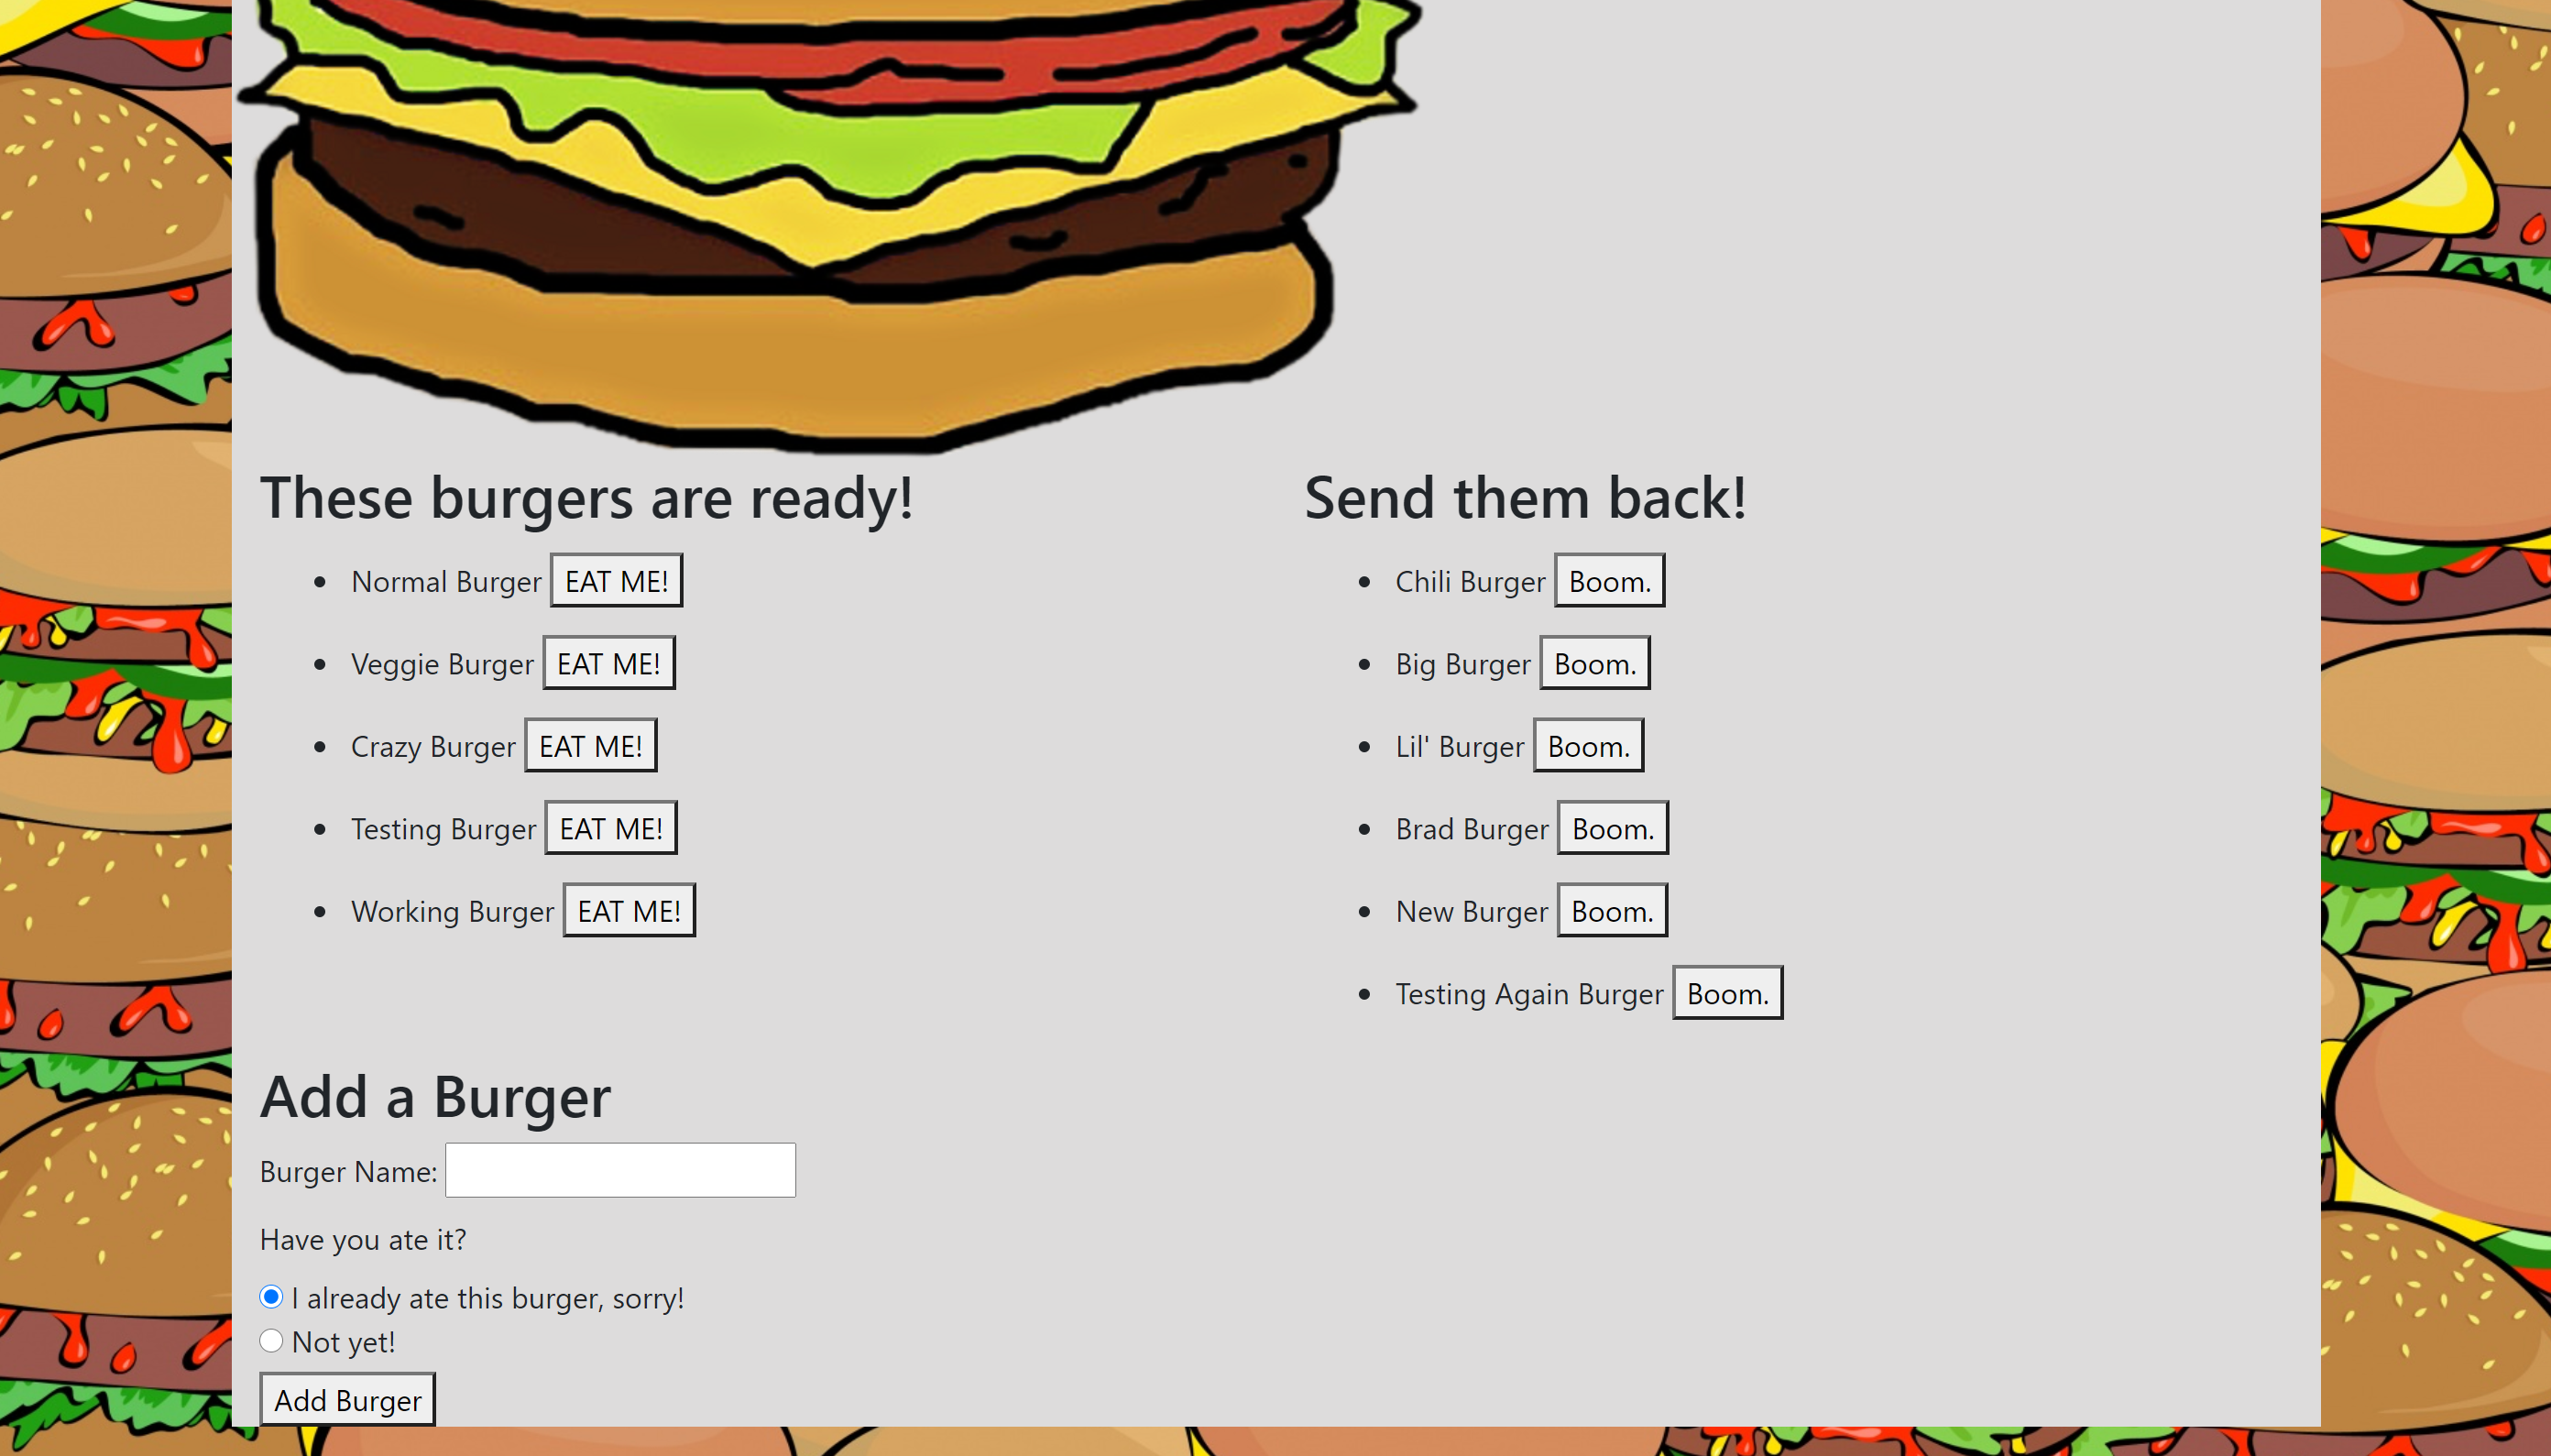 These burgers are ready!
Normal Burger EAT ME!
Veggie Burger EAT ME!
Crazy Burger EAT ME!
Testing Burger EAT ME!
Working Burger EAT ME!
Send them back!
Chili Burger Boom.
Big Burger Boom.
Lil' Burger Boom.
Brad Burger Boom.
New Burger Boom.
Testing Again Burger Boom.
Add a Burger
Burger Name:
Have you ate it?
I already ate this burger, sorry!
Not yet!
Add Burger